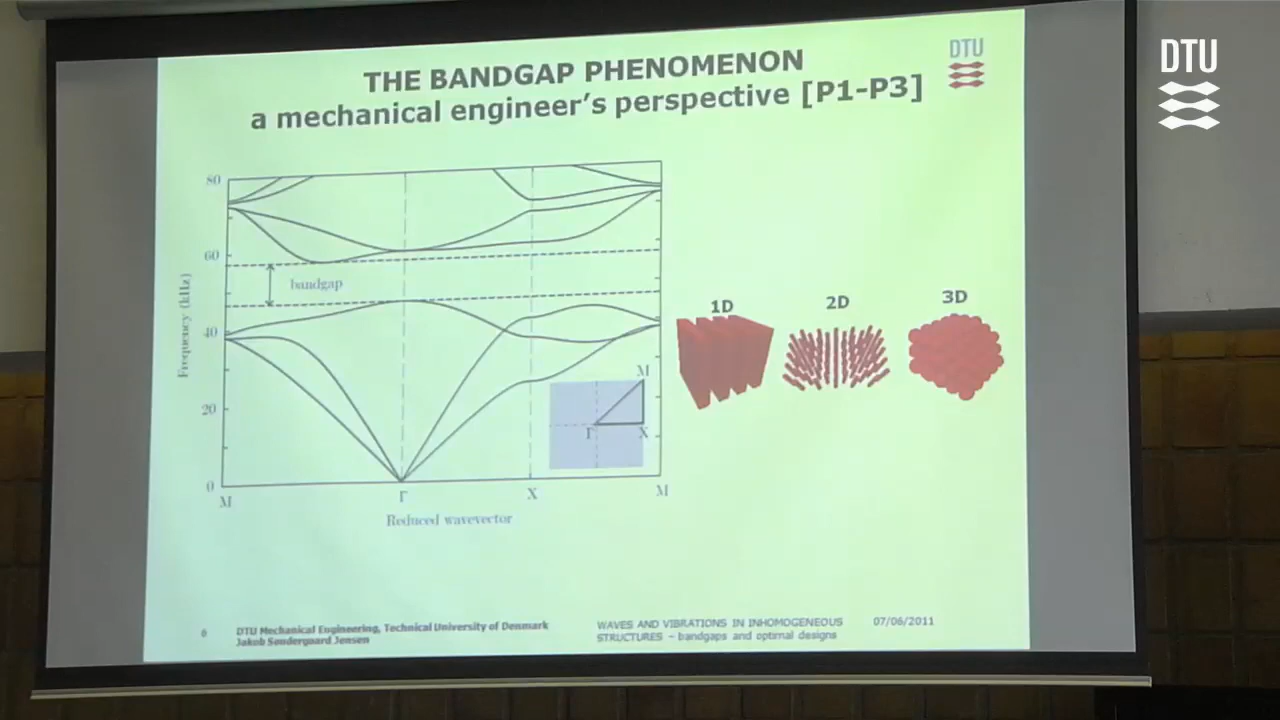 THE BANDGAP PHENOMENON
a mechanical engineer's perspective [P1-P3]
DTU
DTU
80
60
40
20
0
Frequency (kHz)
bandgap
M
Γ
X
M
Γ
X
M
Reduced wavevector
1D
2D
3D
DTU Mechanical Engineering, Technical University of Denmark
Jakob Søndergaard Jensen
WAVES AND VIBRATIONS IN INHOMOGENEOUS
STRUCTURES – bandgaps and optimal designs
07/06/2011